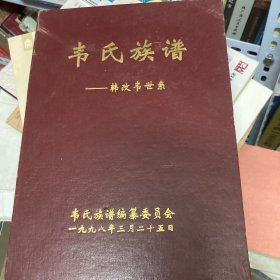 韦氏族谱
——韩改韦世系
韦氏族谱编纂委员会
一九九八年三月二十五日